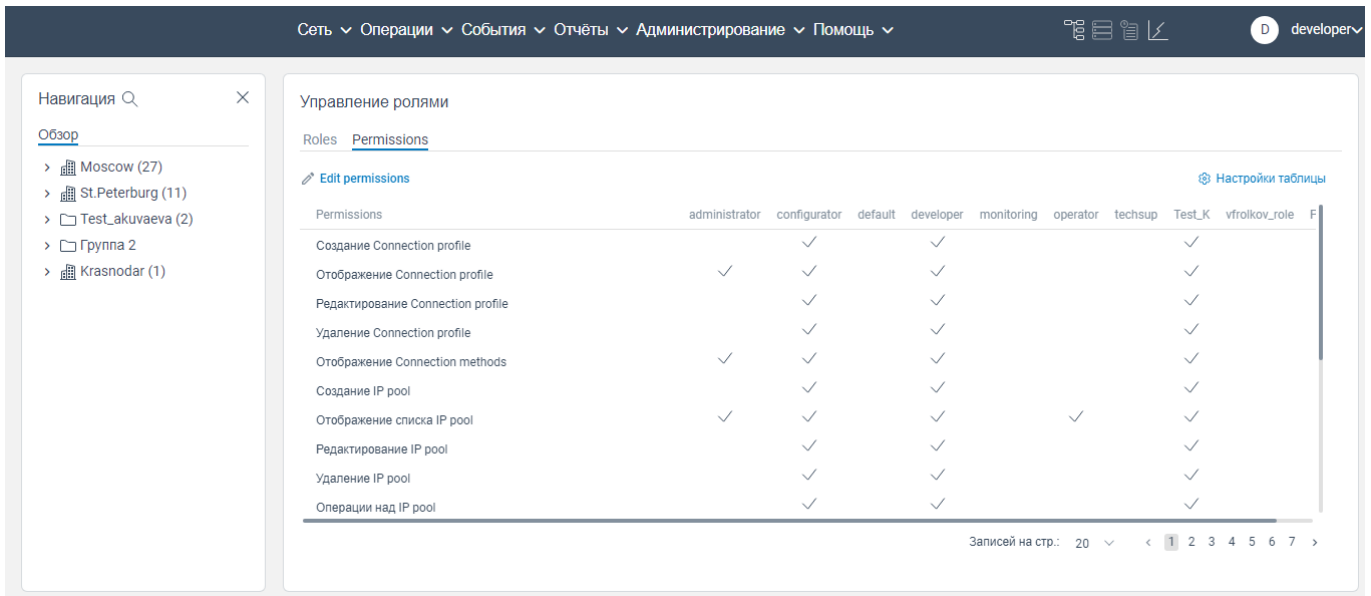 Сеть Операции События Отчёты Администрирование Помощь D developer
Навигация
Обзор
Moscow (27)
St.Peterburg (11)
Test_akuvaeva (2)
Группа 2
Krasnodar (1)
Управление ролями
Roles Permissions
Edit permissions Настройки таблицы
Permissions administrator configurator default developer monitoring operator techsup Test_K vfrolkov_role F
Создание Connection profile
Отображение Connection profile
Редактирование Connection profile
Удаление Connection profile
Отображение Connection methods
Создание IP pool
Отображение списка IP pool
Редактирование IP pool
Удаление IP pool
Операции над IP pool
Записей на стр.: 20 < 1 2 3 4 5 6 7 >